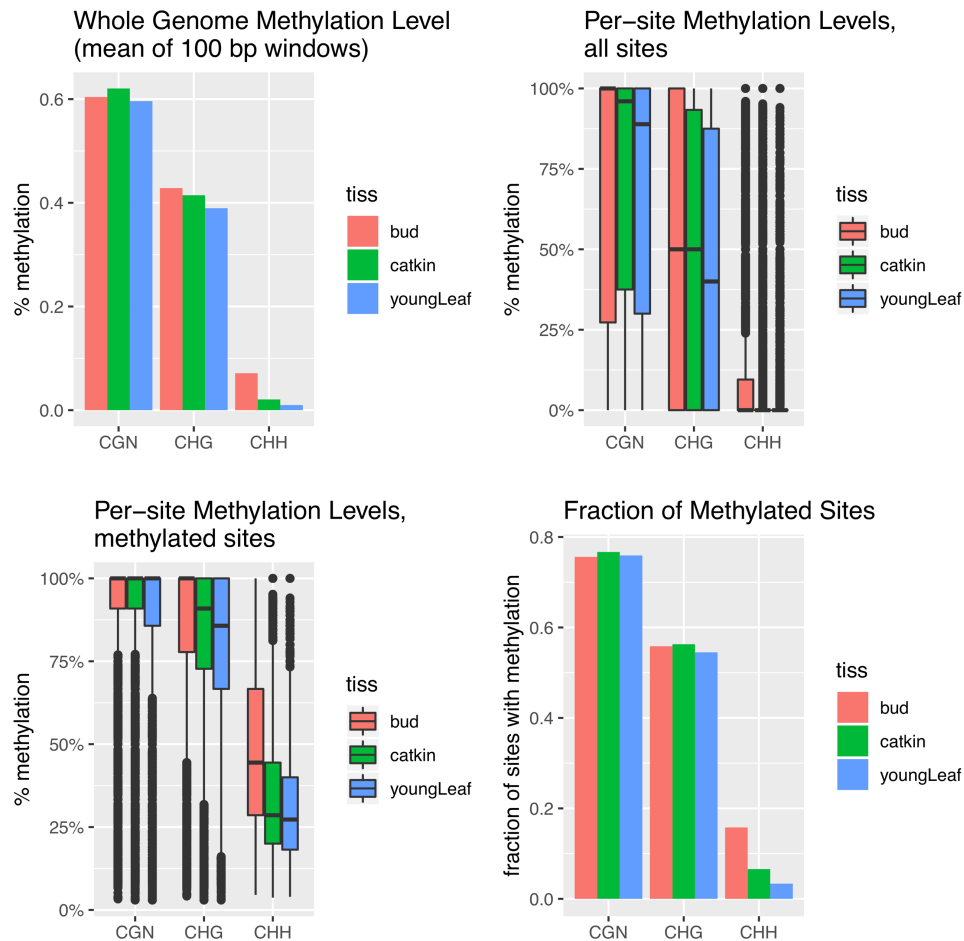 Whole Genome Methylation Level
(mean of 100 bp windows)
% methylation
0.6
0.4
0.2
0.0
CGN CHG CHH
tiss
bud
catkin
youngLeaf
Per−site Methylation Levels,
all sites
% methylation
100%
75%
50%
25%
0%
CGN CHG CHH
tiss
bud
catkin
youngLeaf
Per−site Methylation Levels,
methylated sites
% methylation
100%
75%
50%
25%
0%
CGN CHG CHH
tiss
bud
catkin
youngLeaf
Fraction of Methylated Sites
fraction of sites with methylation
0.8
0.6
0.4
0.2
0.0
CGN CHG CHH
tiss
bud
catkin
youngLeaf